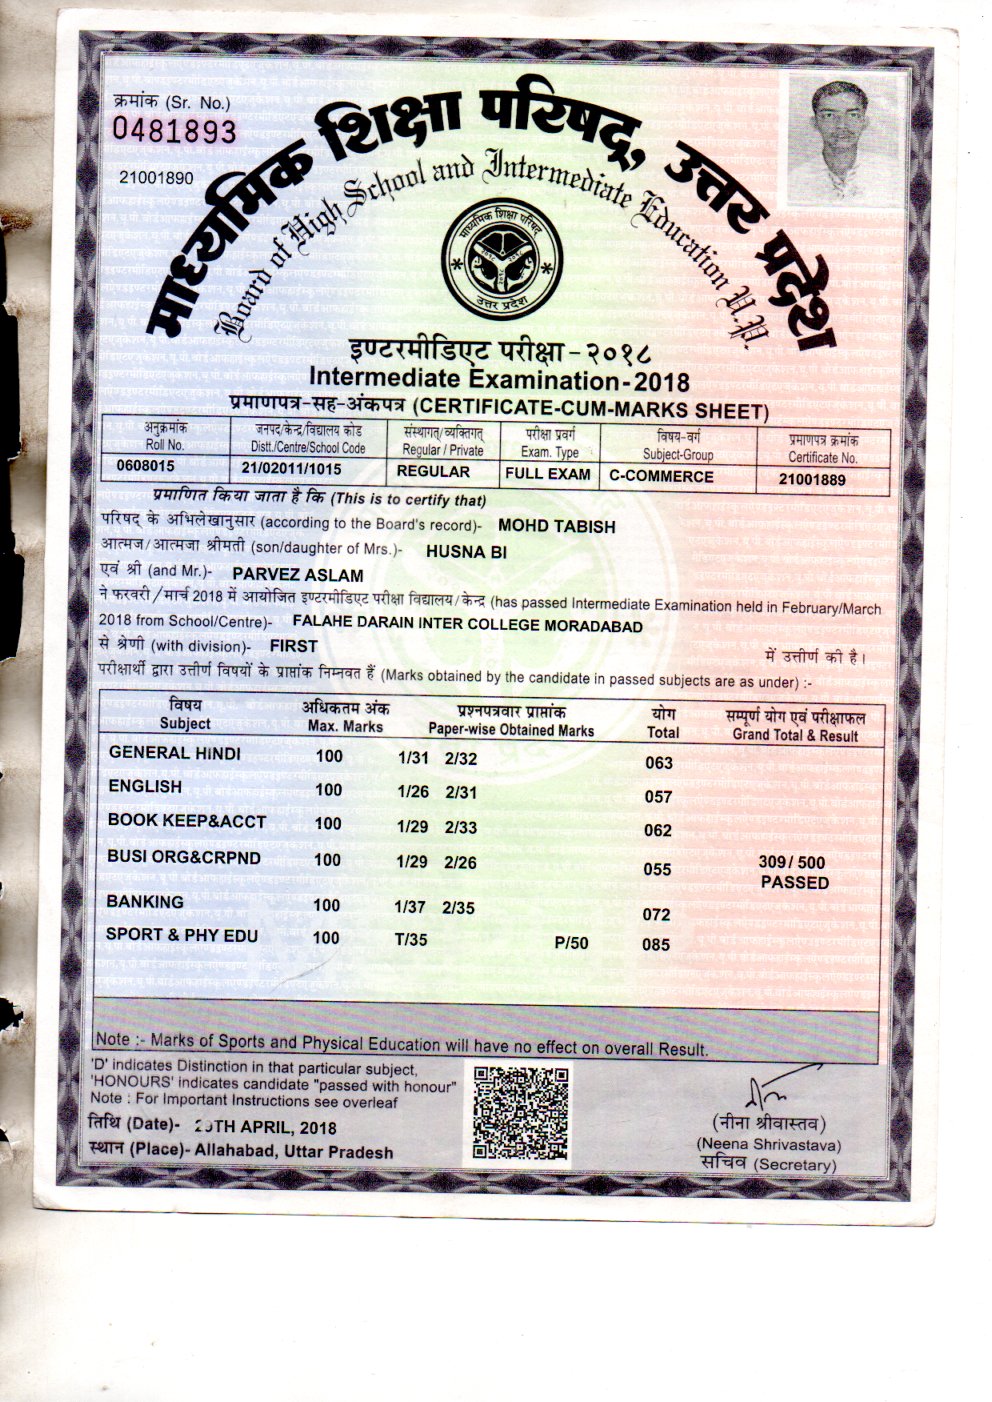 क्रमांक (Sr. No.)
0481893
21001890
माध्यमिक शिक्षा परिषद्, उत्तर प्रदेश
Board of High School and Intermediate Education U.P.
माध्यमिक शिक्षा परिषद्
उत्तर प्रदेश
इण्टरमीडिएट परीक्षा - २०१८
Intermediate Examination - 2018
प्रमाणपत्र-सह-अंकपत्र (CERTIFICATE-CUM-MARKS SHEET)
अनुक्रमांक जनपद/केन्द्र/विद्यालय कोड संस्थागत्/व्यक्तिगत् परीक्षा प्रवर्ग विषय-वर्ग प्रमाणपत्र क्रमांक
Roll No. Distt./Centre/School Code Regular / Private Exam. Type Subject-Group Certificate No.
0608015 21/02011/1015 REGULAR FULL EXAM C-COMMERCE 21001889
प्रमाणित किया जाता है कि (This is to certify that)
परिषद् के अभिलेखानुसार (according to the Board's record)- MOHD TABISH
आत्मज/आत्मजा श्रीमती (son/daughter of Mrs.)- HUSNA BI
एवं श्री (and Mr.)- PARVEZ ASLAM
ने फरवरी/मार्च 2018 में आयोजित इण्टरमीडिएट परीक्षा विद्यालय/केन्द्र (has passed Intermediate Examination held in February/March
2018 from School/Centre)- FALAHE DARAIN INTER COLLEGE MORADABAD
से श्रेणी (with division)- FIRST में उत्तीर्ण की है।
परीक्षार्थी द्वारा उत्तीर्ण विषयों के प्राप्तांक निम्नवत हैं (Marks obtained by the candidate in passed subjects are as under) :-
विषय अधिकतम अंक प्रश्नपत्रवार प्राप्तांक योग सम्पूर्ण योग एवं परीक्षाफल
Subject Max. Marks Paper-wise Obtained Marks Total Grand Total & Result
GENERAL HINDI 100 1/31 2/32 063
ENGLISH 100 1/26 2/31 057
BOOK KEEP&ACCT 100 1/29 2/33 062
BUSI ORG&CRPND 100 1/29 2/26 055 309/ 500
PASSED
BANKING 100 1/37 2/35 072
SPORT & PHY EDU 100 T/35 P/50 085
Note :- Marks of Sports and Physical Education will have no effect on overall Result.
'D' indicates Distinction in that particular subject,
'HONOURS' indicates candidate "passed with honour"
Note : For Important Instructions see overleaf
तिथि (Date)- TH APRIL, 2018
स्थान (Place)- Allahabad, Uttar Pradesh
(नीना श्रीवास्तव)
(Neena Shrivastava)
सचिव (Secretary)